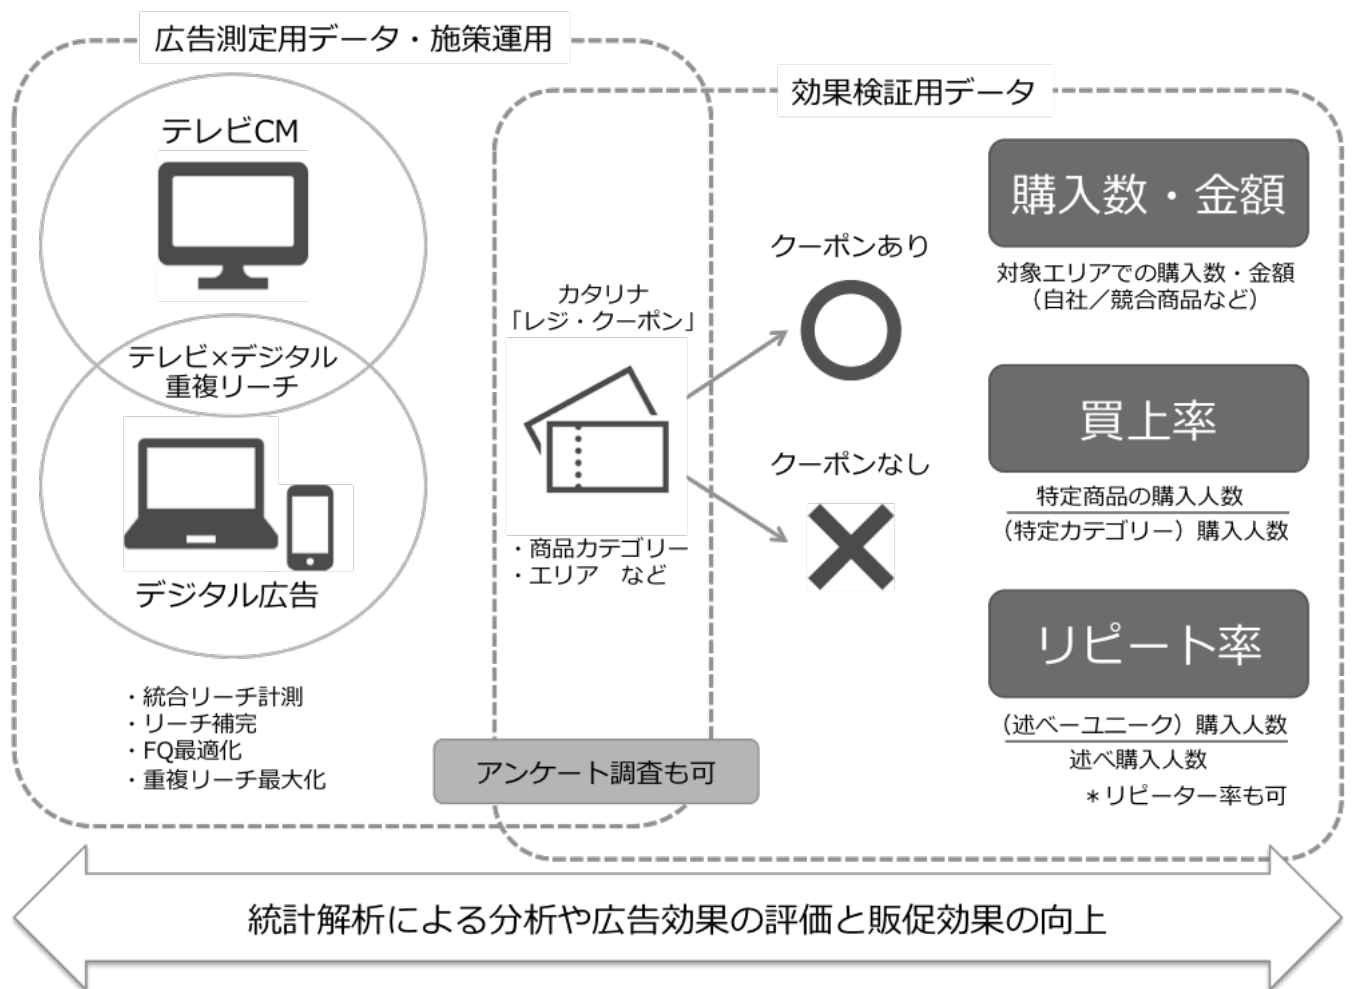 広告測定用データ・施策運用
テレビCM
テレビ×デジタル
重複リーチ
デジタル広告
・統合リーチ計測
・リーチ補完
・FQ最適化
・重複リーチ最大化
カタリナ
「レジ・クーポン」
・商品カテゴリー
・エリア　など
アンケート調査も可
効果検証用データ
クーポンあり
クーポンなし
購入数・金額
対象エリアでの購入数・金額
（自社／競合商品など）
買上率
特定商品の購入人数
(特定カテゴリー）購入人数
リピート率
（述べーユニーク）購入人数
述べ購入人数
＊リピーター率も可
統計解析による分析や広告効果の評価と販促効果の向上